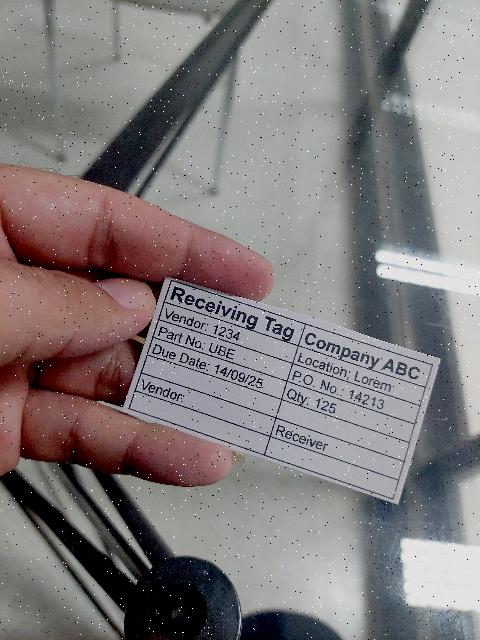 Receiving Tag
Vendor: 1234
Part No: UBE
Due Date: 14/09/25
Vendor:
Company ABC
Location: Lorem
P.O. No.: 14213
Qty: 125
Receiver